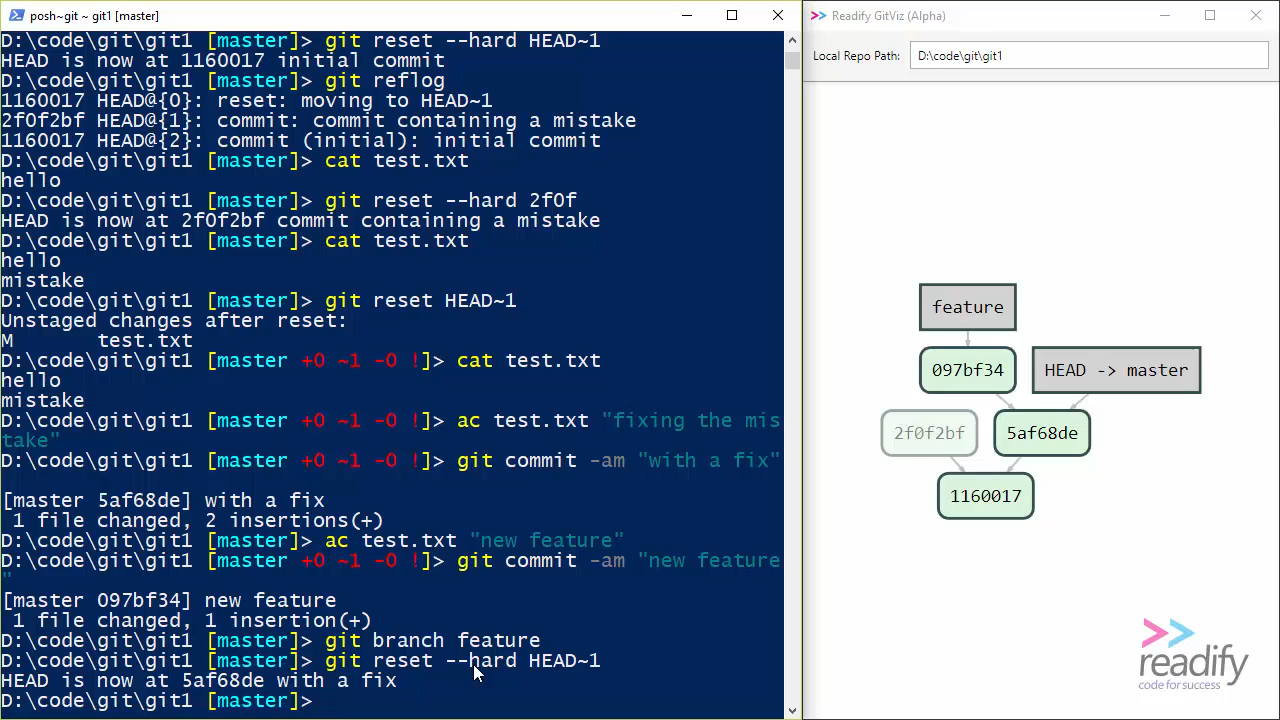 posh~git ~ git1 [master]
D:\code\git\git1 [master]> git reset --hard HEAD~1
HEAD is now at 1160017 initial commit
D:\code\git\git1 [master]> git reflog
1160017 HEAD@{0}: reset: moving to HEAD~1
2f0f2bf HEAD@{1}: commit: commit containing a mistake
1160017 HEAD@{2}: commit (initial): initial commit
D:\code\git\git1 [master]> cat test.txt
hello
D:\code\git\git1 [master]> git reset --hard 2f0f
HEAD is now at 2f0f2bf commit containing a mistake
D:\code\git\git1 [master]> cat test.txt
hello
mistake
D:\code\git\git1 [master]> git reset HEAD~1
Unstaged changes after reset:
M       test.txt
D:\code\git\git1 [master +0 ~1 -0 !]> cat test.txt
hello
mistake
D:\code\git\git1 [master +0 ~1 -0 !]> ac test.txt "fixing the mis
take"
D:\code\git\git1 [master +0 ~1 -0 !]> git commit -am "with a fix"
[master 5af68de] with a fix
 1 file changed, 2 insertions(+)
D:\code\git\git1 [master]> ac test.txt "new feature"
D:\code\git\git1 [master +0 ~1 -0 !]> git commit -am "new feature
"
[master 097bf34] new feature
 1 file changed, 1 insertion(+)
D:\code\git\git1 [master]> git branch feature
D:\code\git\git1 [master]> git reset --hard HEAD~1
HEAD is now at 5af68de with a fix
D:\code\git\git1 [master]>
Readify GitViz (Alpha)
Local Repo Path: D:\code\git\git1
feature
097bf34
HEAD -> master
2f0f2bf
5af68de
1160017
readify
code for success